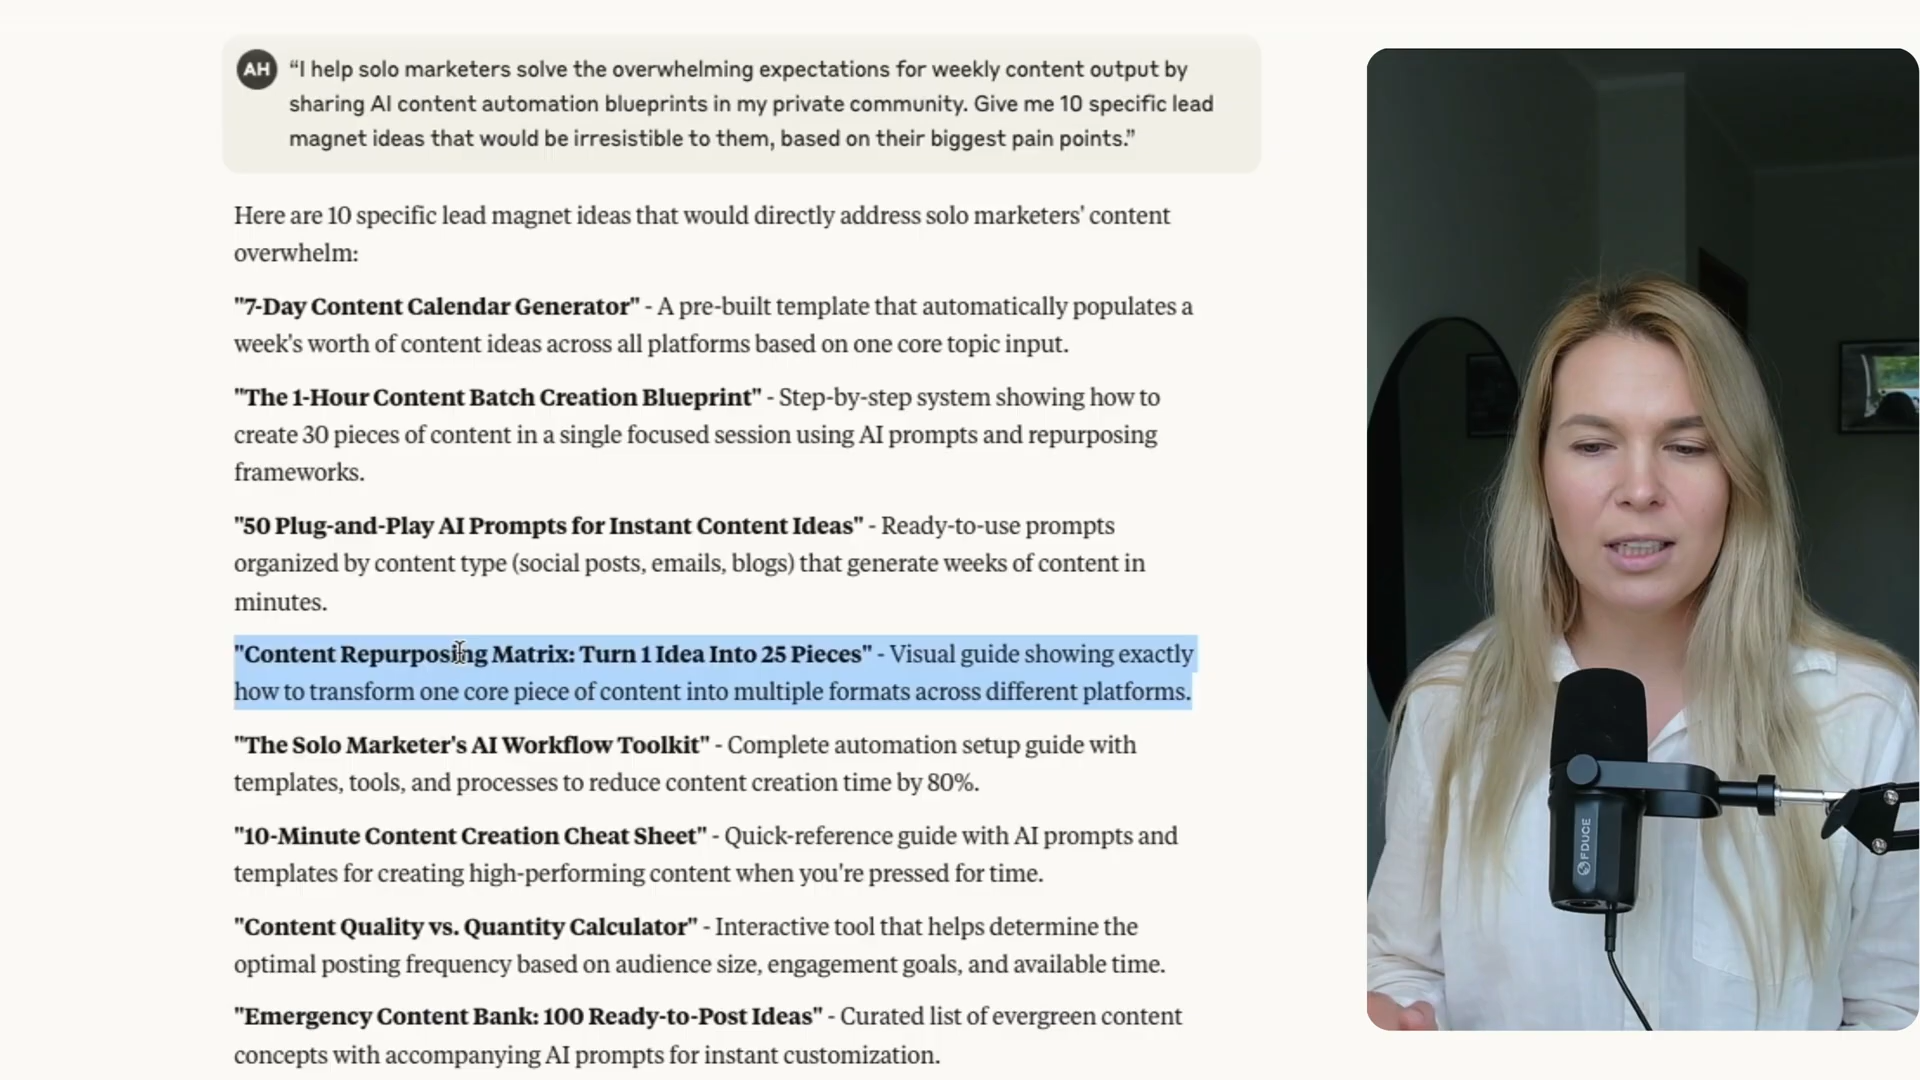 AH
“I help solo marketers solve the overwhelming expectations for weekly content output by
sharing AI content automation blueprints in my private community. Give me 10 specific lead
magnet ideas that would be irresistible to them, based on their biggest pain points.”
Here are 10 specific lead magnet ideas that would directly address solo marketers' content
overwhelm:
"7-Day Content Calendar Generator" - A pre-built template that automatically populates a
week's worth of content ideas across all platforms based on one core topic input.
"The 1-Hour Content Batch Creation Blueprint" - Step-by-step system showing how to
create 30 pieces of content in a single focused session using AI prompts and repurposing
frameworks.
"50 Plug-and-Play AI Prompts for Instant Content Ideas" - Ready-to-use prompts
organized by content type (social posts, emails, blogs) that generate weeks of content in
minutes.
"Content Repurposing Matrix: Turn 1 Idea Into 25 Pieces" - Visual guide showing exactly
how to transform one core piece of content into multiple formats across different platforms.
"The Solo Marketer's AI Workflow Toolkit" - Complete automation setup guide with
templates, tools, and processes to reduce content creation time by 80%.
"10-Minute Content Creation Cheat Sheet" - Quick-reference guide with AI prompts and
templates for creating high-performing content when you're pressed for time.
"Content Quality vs. Quantity Calculator" - Interactive tool that helps determine the
optimal posting frequency based on audience size, engagement goals, and available time.
"Emergency Content Bank: 100 Ready-to-Post Ideas" - Curated list of evergreen content
concepts with accompanying AI prompts for instant customization.
FDUCE